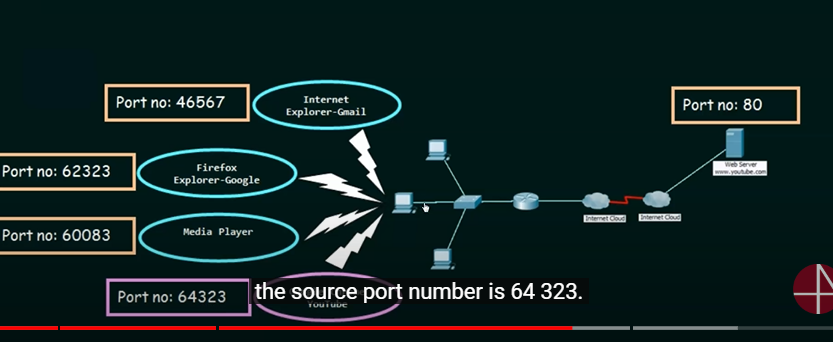 Port no: 46567
Internet
Explorer-Gmail
Port no: 80
Web Server
www.youtube.com
Port no: 62323
Firefox
Explorer-Google
Internet Cloud
Internet Cloud
Port no: 60083
Media Player
Port no: 64323
the source port number is 64 323.
YouTube